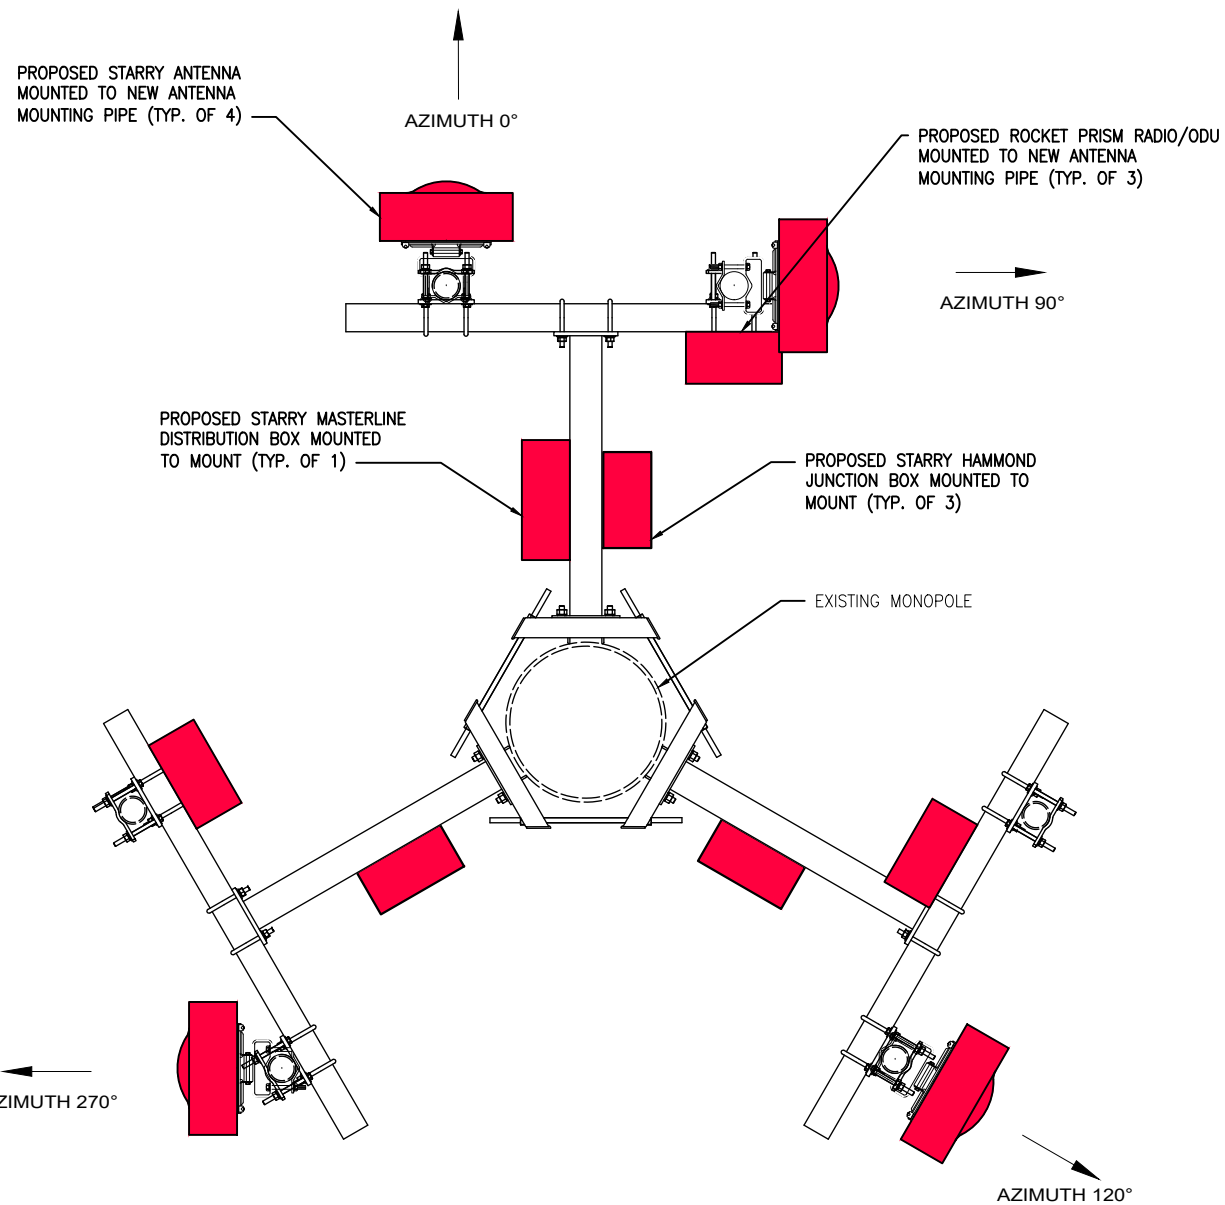 PROPOSED STARRY ANTENNA
MOUNTED TO NEW ANTENNA
MOUNTING PIPE (TYP. OF 4)
AZIMUTH 0°
PROPOSED ROCKET PRISM RADIO/ODU
MOUNTED TO NEW ANTENNA
MOUNTING PIPE (TYP. OF 3)
AZIMUTH 90°
PROPOSED STARRY MASTERLINE
DISTRIBUTION BOX MOUNTED
TO MOUNT (TYP. OF 1)
PROPOSED STARRY HAMMOND
JUNCTION BOX MOUNTED TO
MOUNT (TYP. OF 3)
EXISTING MONOPOLE
ZIMUTH 270°
AZIMUTH 120°